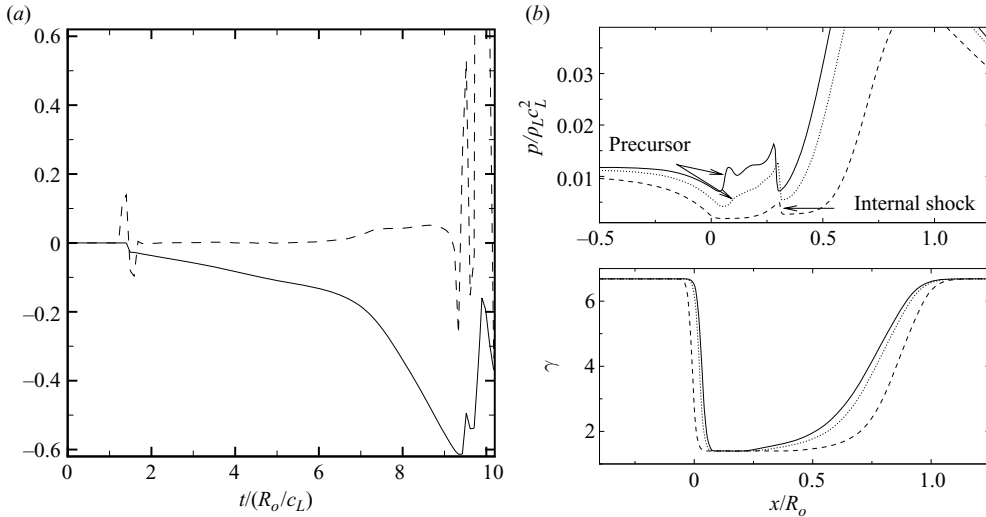 (a)
0.6
0.4
0.2
0
–0.2
–0.4
–0.6
0 2 4 6 8 10
t/(R_o/c_L)
(b)
p/ρ_L c_L^2
0.03
0.02
0.01
Precursor
Internal shock
–0.5 0 0.5 1.0
γ
6
4
2
0 0.5 1.0
x/R_o